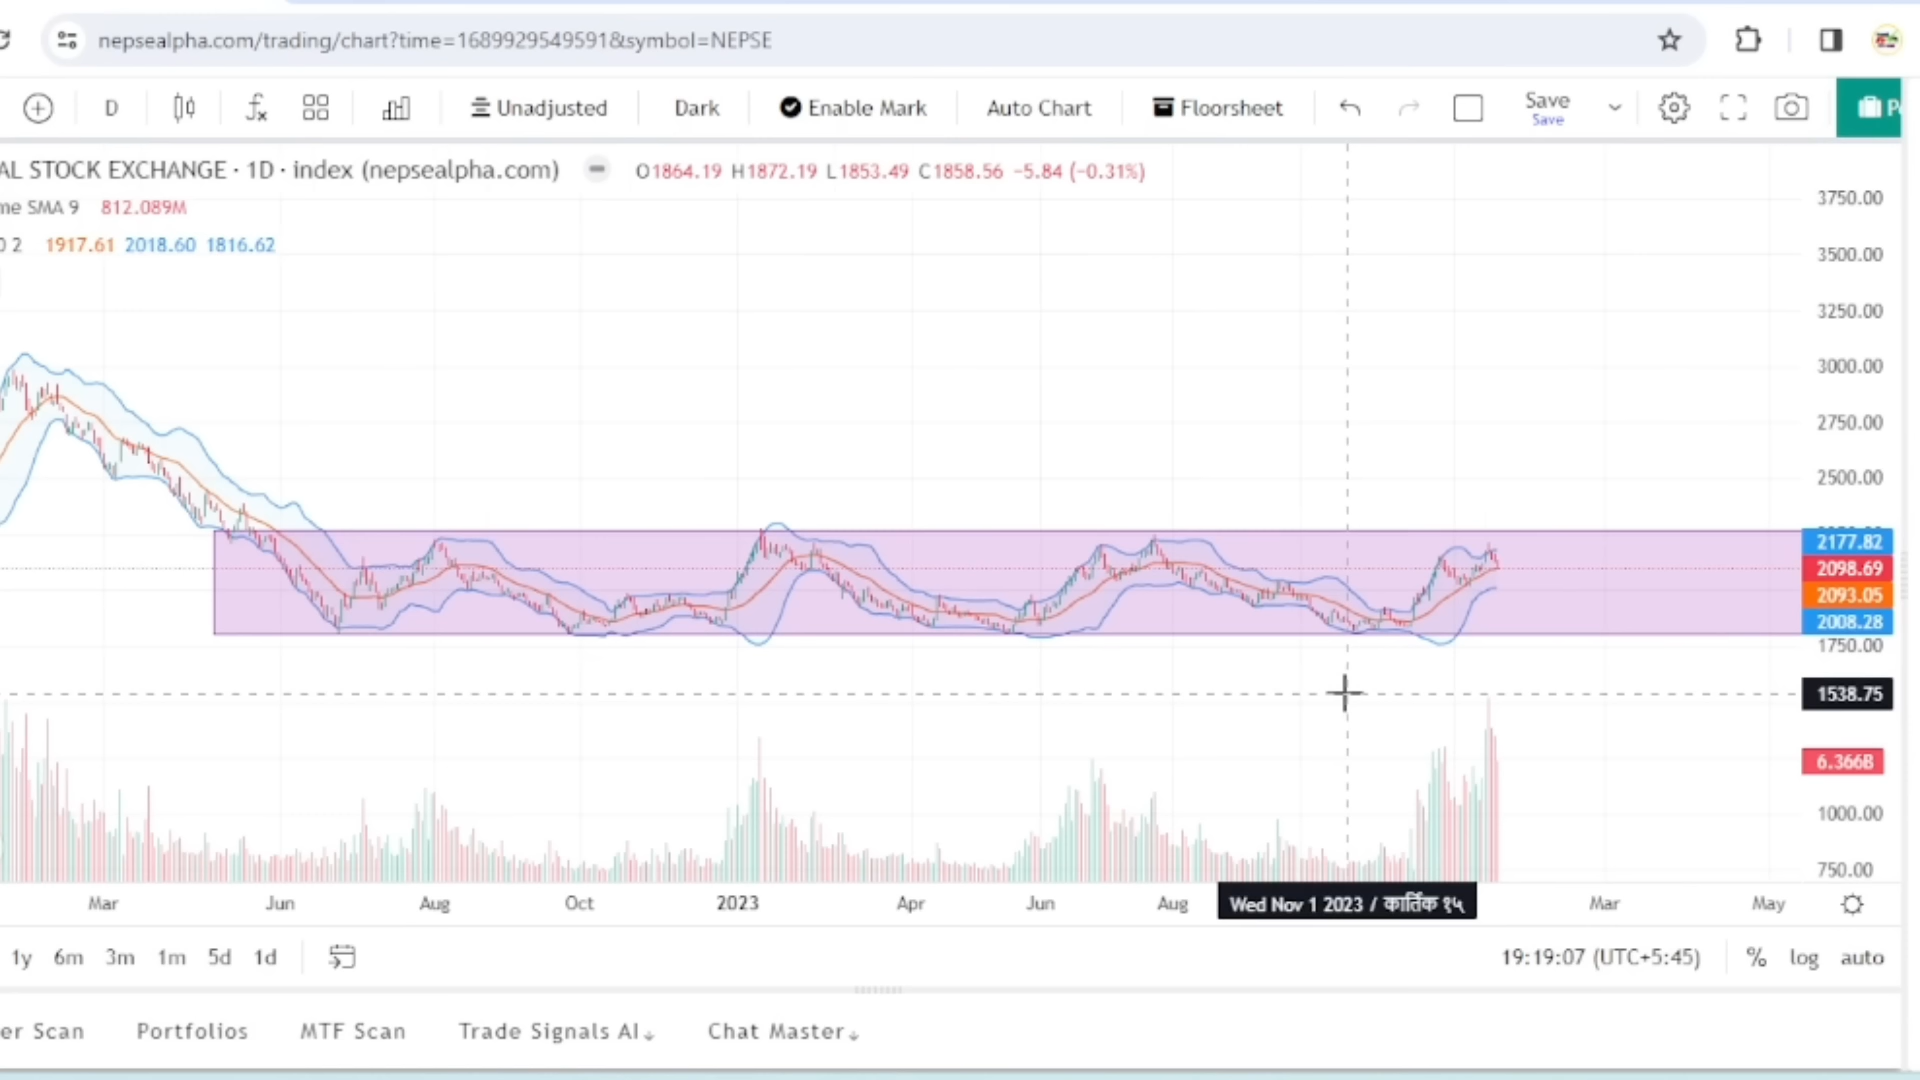 nepsealpha.com/trading/chart?time=1689929549591&symbol=NEPSE
D Unadjusted Dark Enable Mark Auto Chart Floorsheet Save
Save
AL STOCK EXCHANGE · 1D · index (nepsealpha.com) O1864.19 H1872.19 L1853.49 C1858.56 −5.84 (−0.31%)
me SMA 9 812.089M
0 2 1917.61 2018.60 1816.62
3750.00
3500.00
3250.00
3000.00
2750.00
2500.00
2177.82
2098.69
2093.05
2008.28
1750.00
1538.75
6.366B
1000.00
750.00
Mar Jun Aug Oct 2023 Apr Jun Aug Wed Nov 1 2023 / कार्तिक १५ Mar May
1y 6m 3m 1m 5d 1d 19:19:07 (UTC+5:45) % log auto
er Scan Portfolios MTF Scan Trade Signals AI↓ Chat Master↓